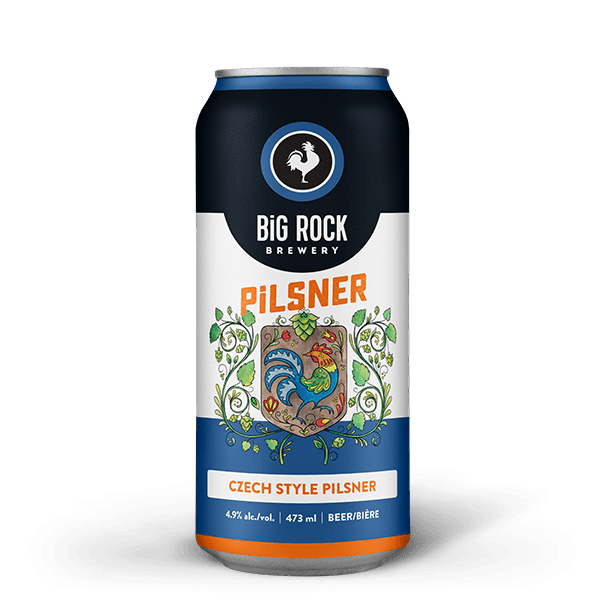 BiG ROCK
BREWERY
PiLSNER
CZECH STYLE PILSNER
4.9% alc./vol. | 473 ml | BEER/BIÈRE